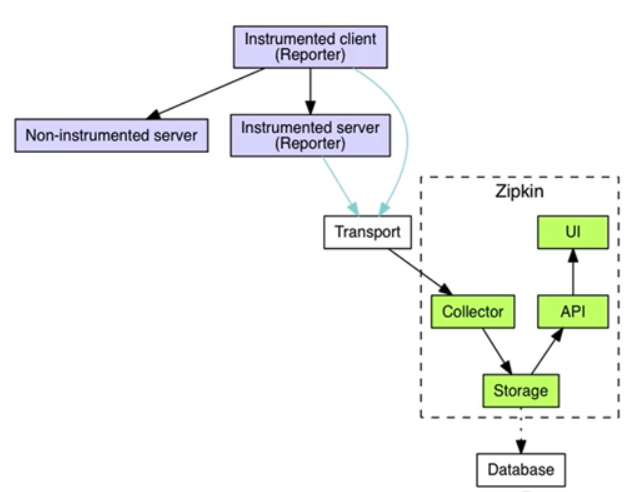 Instrumented client
(Reporter)
Non-instrumented server
Instrumented server
(Reporter)
Zipkin
Transport
UI
Collector
API
Storage
Database